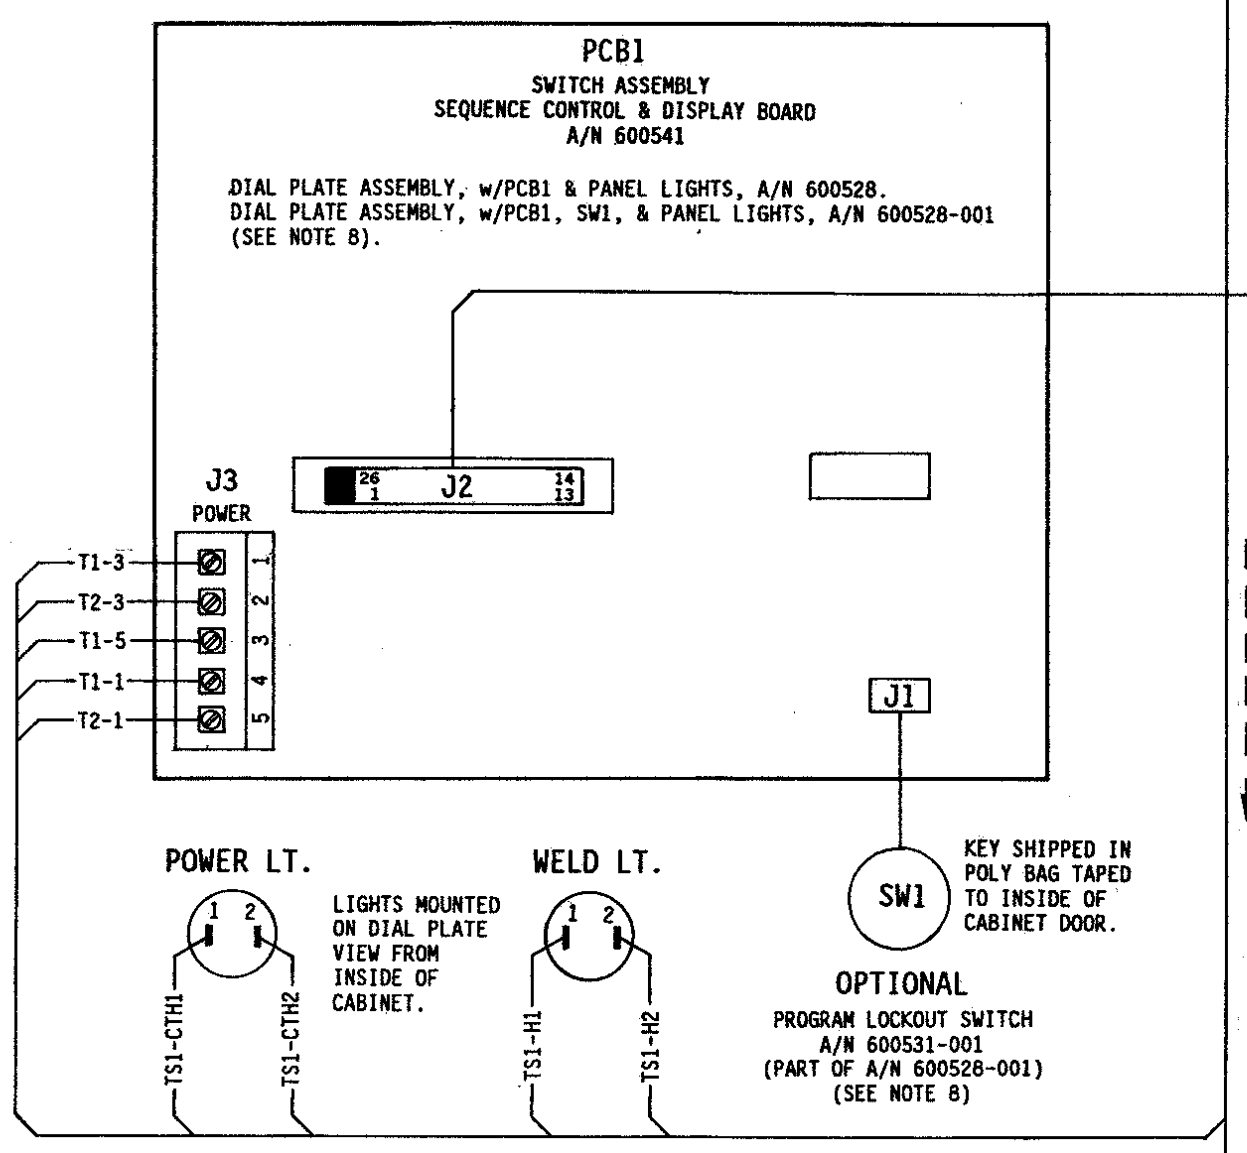 PCB1
SWITCH ASSEMBLY
SEQUENCE CONTROL & DISPLAY BOARD
A/N 600541
DIAL PLATE ASSEMBLY, w/PCB1 & PANEL LIGHTS, A/N 600528.
DIAL PLATE ASSEMBLY, w/PCB1, SW1, & PANEL LIGHTS, A/N 600528-001
(SEE NOTE 8).
J3
POWER
26
1
J2
14
13
T1-3
1
T2-3
2
T1-5
3
T1-1
4
T2-1
5
J1
POWER LT.
1 2
TS1-CTH1
TS1-CTH2
LIGHTS MOUNTED
ON DIAL PLATE
VIEW FROM
INSIDE OF
CABINET.
WELD LT.
1 2
TS1-H1
TS1-H2
SW1
KEY SHIPPED IN
POLY BAG TAPED
TO INSIDE OF
CABINET DOOR.
OPTIONAL
PROGRAM LOCKOUT SWITCH
A/N 600531-001
(PART OF A/N 600528-001)
(SEE NOTE 8)